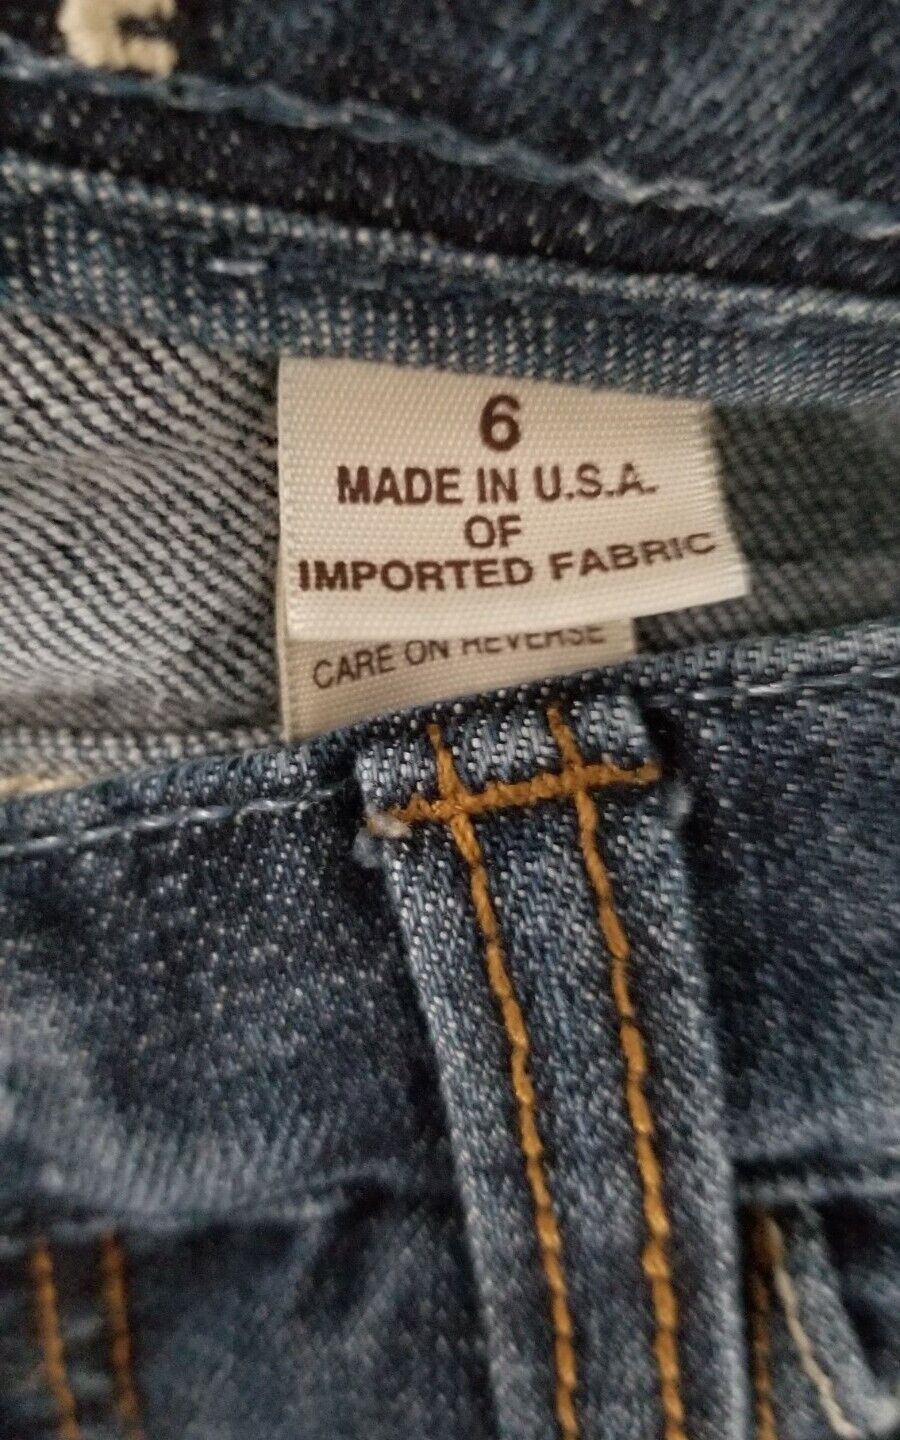 6
MADE IN U.S.A.
OF
IMPORTED FABRIC
CARE ON REVERSE